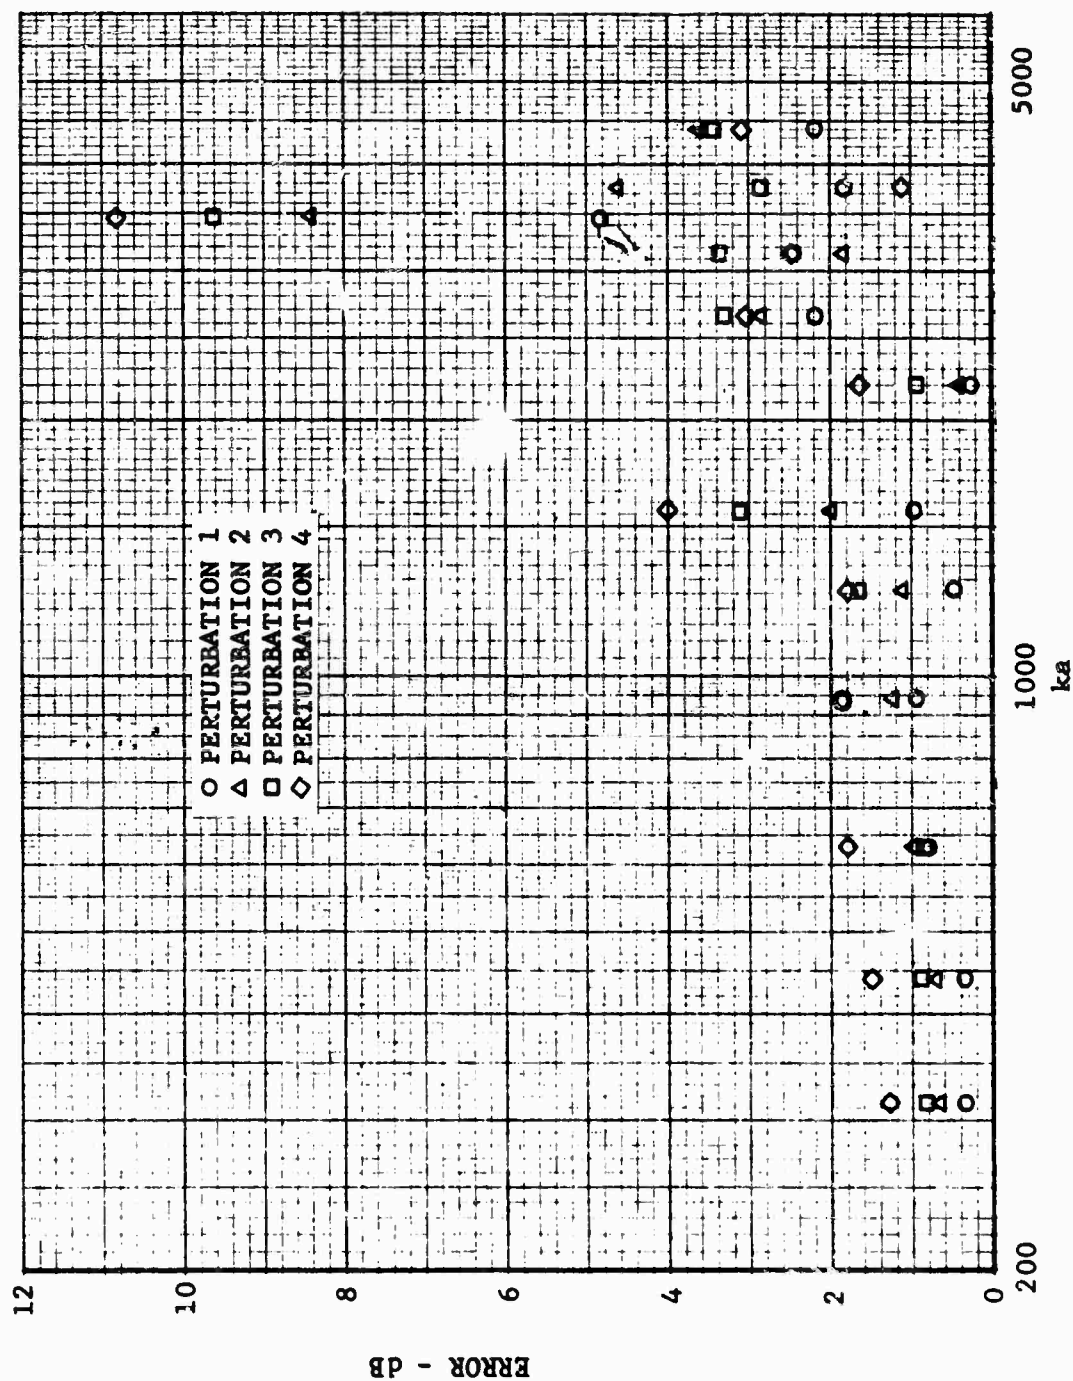 ERROR - dB
12
10
8
6
4
2
0
○ PERTURBATION 1
△ PERTURBATION 2
□ PERTURBATION 3
◇ PERTURBATION 4
200
1000
5000
ka